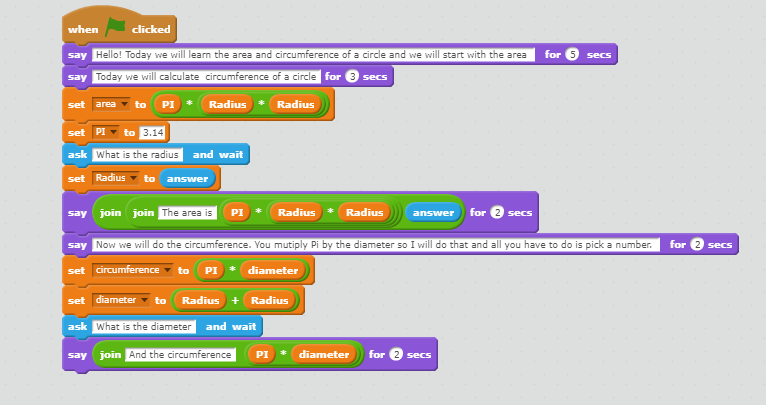 when clicked
say Hello! Today we will learn the area and circumference of a circle and we will start with the area for 5 secs
say Today we will calculate circumference of a circle for 3 secs
set area to PI * Radius * Radius
set PI to 3.14
ask What is the radius and wait
set Radius to answer
say join join The area is PI * Radius * Radius answer for 2 secs
say Now we will do the circumference. You mutiply Pi by the diameter so I will do that and all you have to do is pick a number. for 2 secs
set circumference to PI * diameter
set diameter to Radius + Radius
ask What is the diameter and wait
say join And the circumference PI * diameter for 2 secs